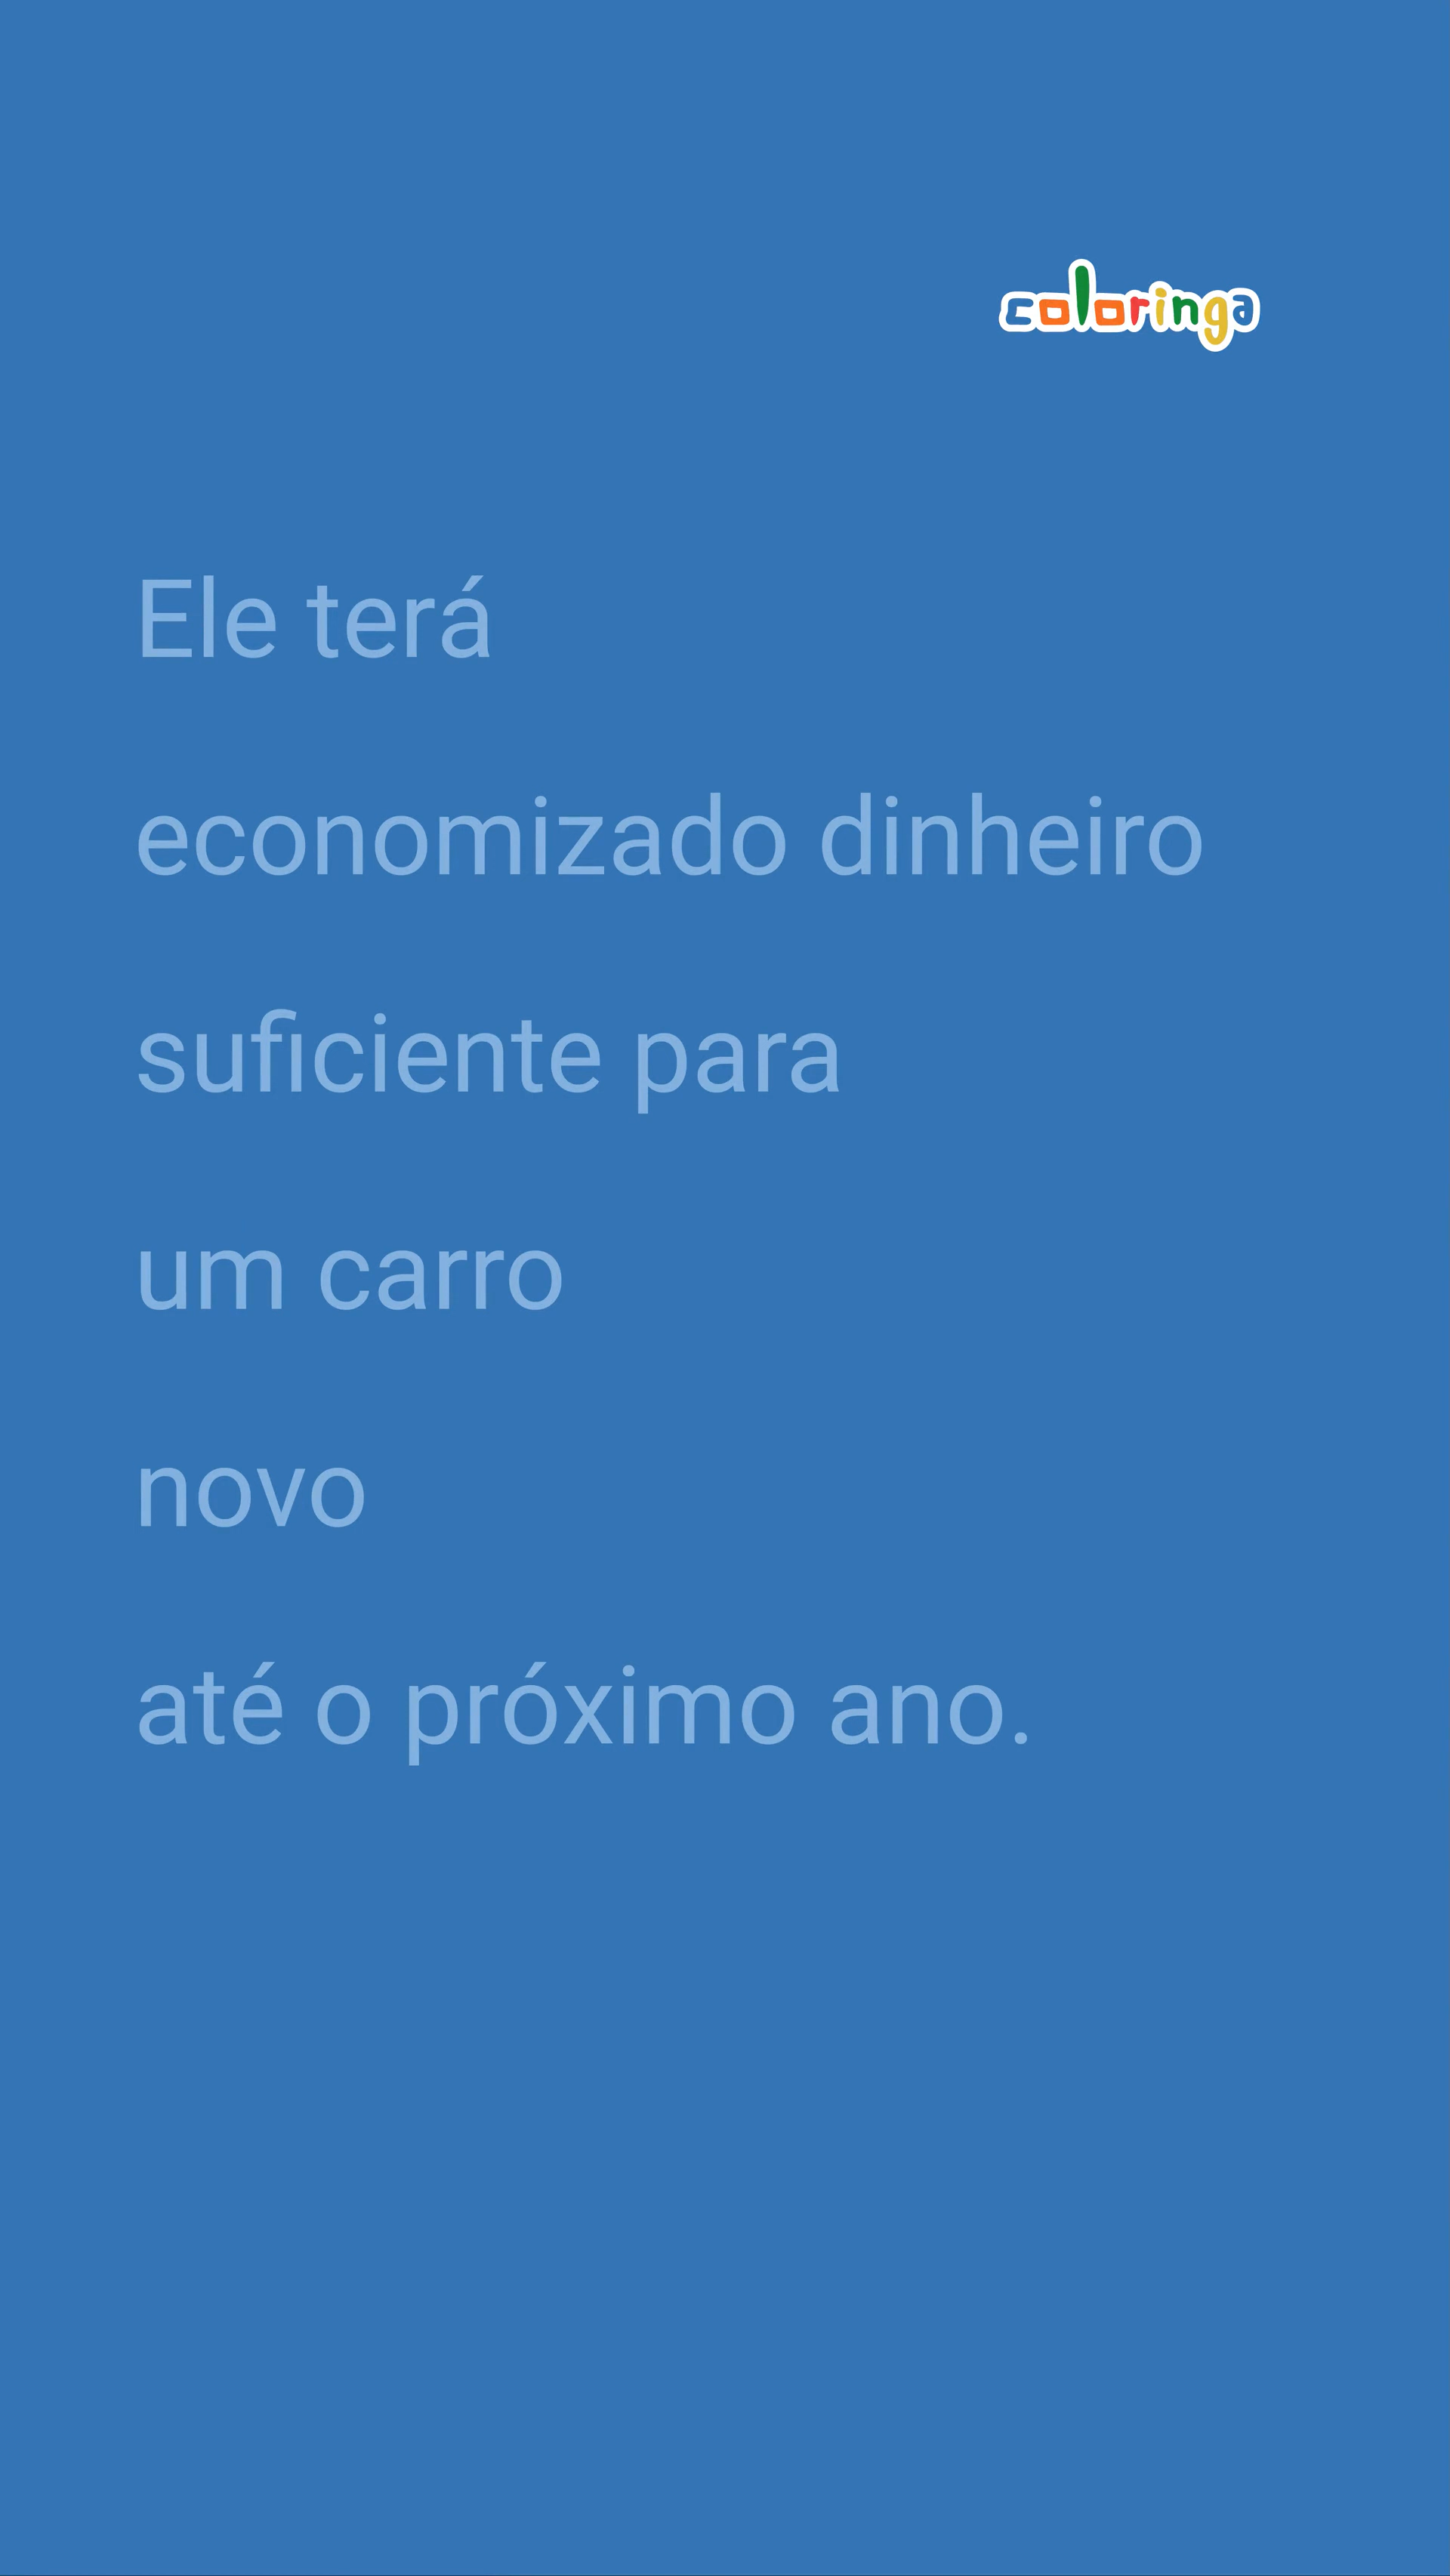 coloringa
Ele terá
economizado dinheiro
suficiente para
um carro
novo
até o próximo ano.